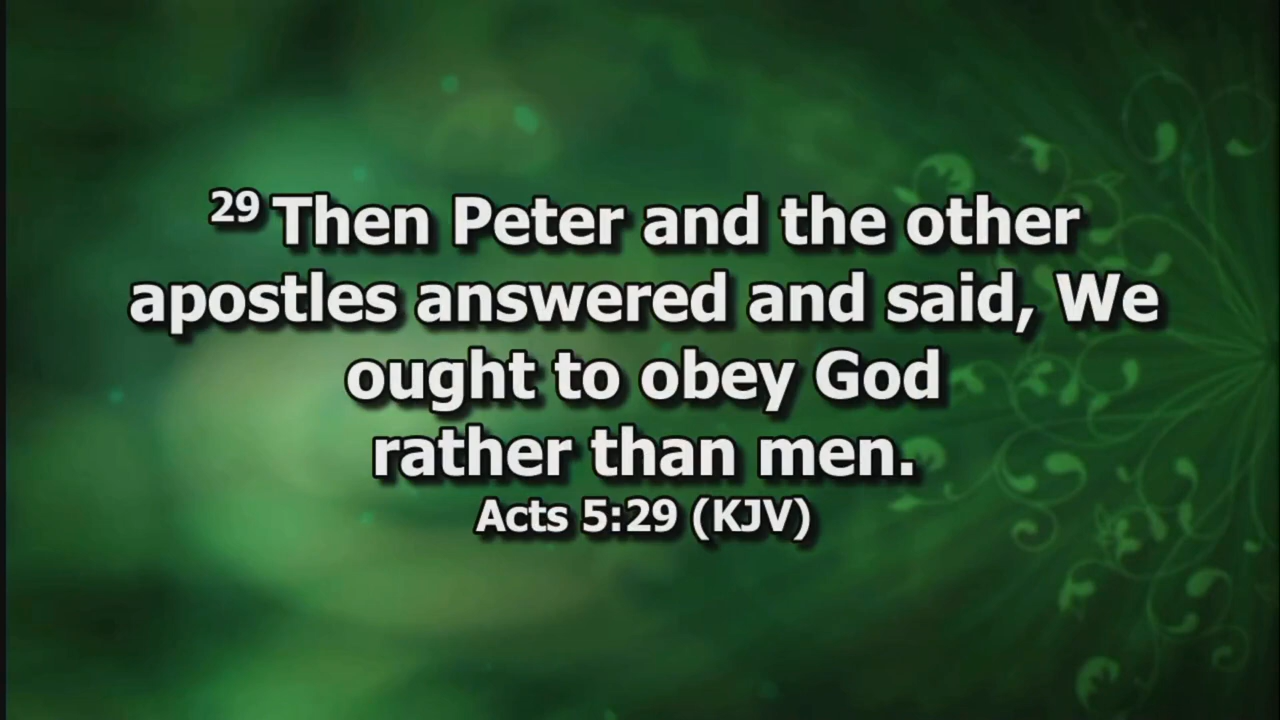 29 Then Peter and the other
apostles answered and said, We
ought to obey God
rather than men.
Acts 5:29 (KJV)